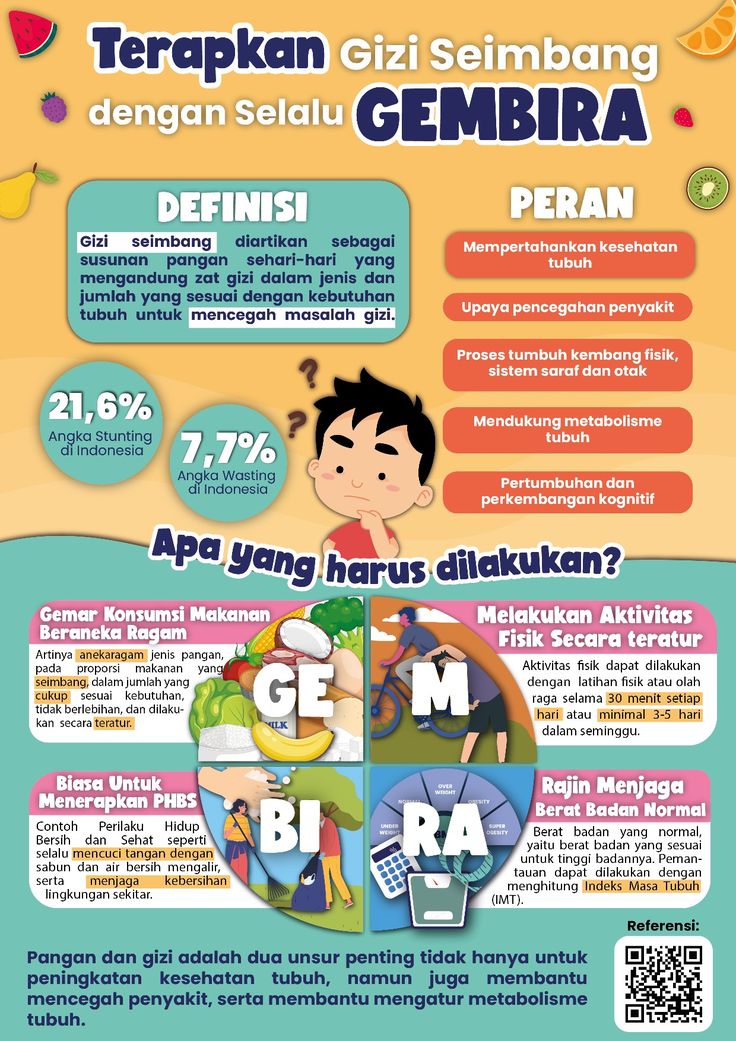 Terapkan Gizi Seimbang
dengan Selalu GEMBIRA
DEFINISI
Gizi seimbang diartikan sebagai
susunan pangan sehari-hari yang
mengandung zat gizi dalam jenis dan
jumlah yang sesuai dengan kebutuhan
tubuh untuk mencegah masalah gizi.
PERAN
Mempertahankan kesehatan
tubuh
Upaya pencegahan penyakit
Proses tumbuh kembang fisik,
sistem saraf dan otak
Mendukung metabolisme
tubuh
Pertumbuhan dan
perkembangan kognitif
21,6%
Angka Stunting
di Indonesia
7,7%
Angka Wasting
di Indonesia
? ?
Apa yang harus dilakukan?
Gemar Konsumsi Makanan
Beraneka Ragam
Artinya anekaragam jenis pangan,
pada proporsi makanan yang
seimbang, dalam jumlah yang
cukup sesuai kebutuhan,
tidak berlebihan, dan dilaku-
kan secara teratur.
GE
MILK
M
Melakukan Aktivitas
Fisik Secara teratur
Aktivitas fisik dapat dilakukan
dengan latihan fisik atau olah
raga selama 30 menit setiap
hari atau minimal 3-5 hari
dalam seminggu.
Biasa Untuk
Menerapkan PHBS
Contoh Perilaku Hidup
Bersih dan Sehat seperti
selalu mencuci tangan dengan
sabun dan air bersih mengalir,
serta menjaga kebersihan
lingkungan sekitar.
BI
RA
UNDER
WEIGHT
NORMAL
OVER
WEIGHT
OBESITY
SUPER
OBESITY
Rajin Menjaga
Berat Badan Normal
Berat badan yang normal,
yaitu berat badan yang sesuai
untuk tinggi badannya. Peman-
tauan dapat dilakukan dengan
menghitung Indeks Masa Tubuh
(IMT).
Referensi:
Pangan dan gizi adalah dua unsur penting tidak hanya untuk
peningkatan kesehatan tubuh, namun juga membantu
mencegah penyakit, serta membantu mengatur metabolisme
tubuh.